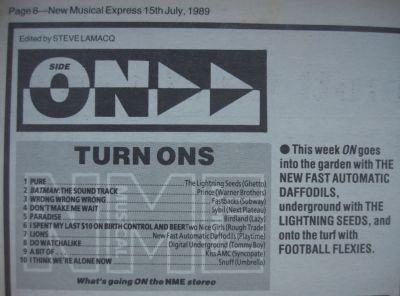 Page 8—New Musical Express 15th July, 1989
Edited by STEVE LAMACQ
SIDE
ON
TURN ONS
1 PURE ... The Lightning Seeds (Ghetto)
2 BATMAN: THE SOUND TRACK ... Prince (Warner Brothers)
3 WRONG WRONG WRONG ... Fastbacks (Subway)
4 DON'T MAKE ME WAIT ... Sybil (Next Plateau)
5 PARADISE ... Birdland (Lazy)
6 I SPENT MY LAST $10 ON BIRTH CONTROL AND BEER Two Nice Girls (Rough Trade)
7 LIONS ... New Fast Automatic Daffodils (Playtime)
8 DO WATCHALIKE ... Digital Underground (Tommy Boy)
9 A BIT OF... Kiss AMC (Syncopate)
10 I THINK WE'RE ALONE NOW ... Snuff (Umbrella)
What's going ON the NME stereo
NME
MUSICAL
● This week ON goes
into the garden with THE
NEW FAST AUTOMATIC
DAFFODILS,
underground with THE
LIGHTNING SEEDS, and
onto the turf with
FOOTBALL FLEXIES.